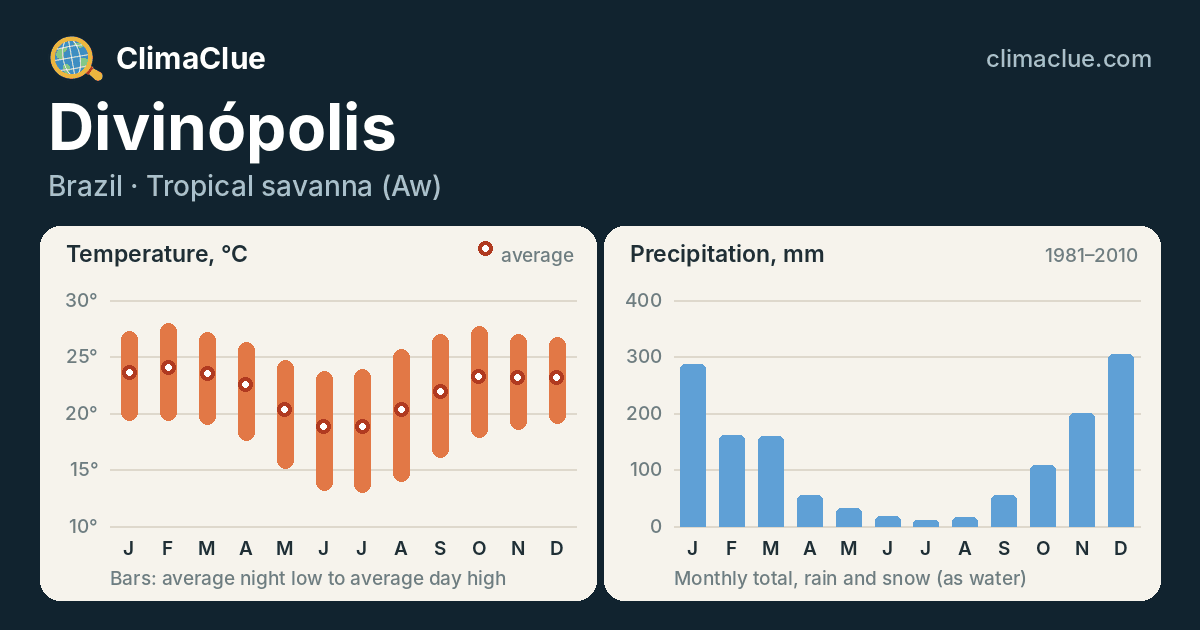 ClimaClue
climaclue.com
Divinópolis
Brazil · Tropical savanna (Aw)
Temperature, °C
average
30°
25°
20°
15°
10°
J F M A M J J A S O N D
Bars: average night low to average day high
Precipitation, mm
1981–2010
400
300
200
100
0
J F M A M J J A S O N D
Monthly total, rain and snow (as water)